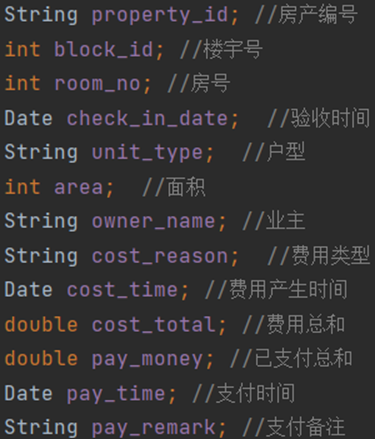 String property_id; //房产编号
int block_id; //楼宇号
int room_no; //房号
Date check_in_date;  //验收时间
String unit_type;  //户型
int area;  //面积
String owner_name; //业主
String cost_reason;  //费用类型
Date cost_time; //费用产生时间
double cost_total; //费用总和
double pay_money; //已支付总和
Date pay_time; //支付时间
String pay_remark; //支付备注